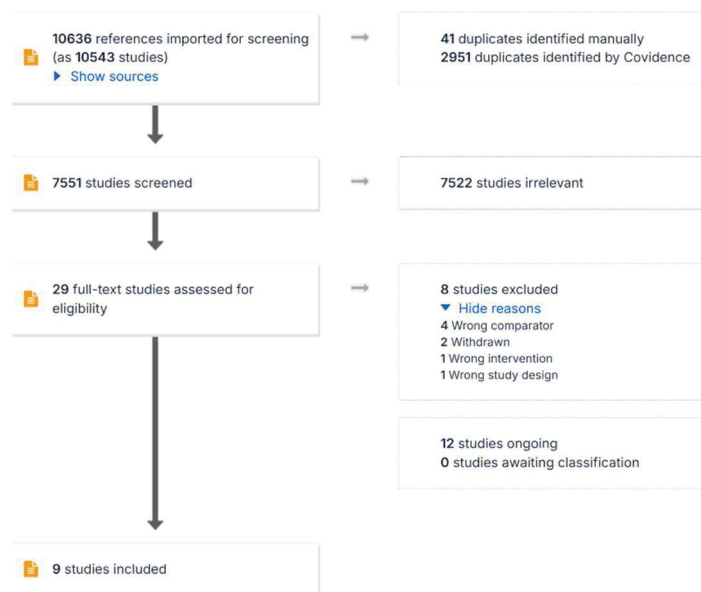 10636 references imported for screening
(as 10543 studies)
Show sources
41 duplicates identified manually
2951 duplicates identified by Covidence
7551 studies screened
7522 studies irrelevant
29 full-text studies assessed for
eligibility
8 studies excluded
Hide reasons
4 Wrong comparator
2 Withdrawn
1 Wrong intervention
1 Wrong study design
12 studies ongoing
0 studies awaiting classification
9 studies included